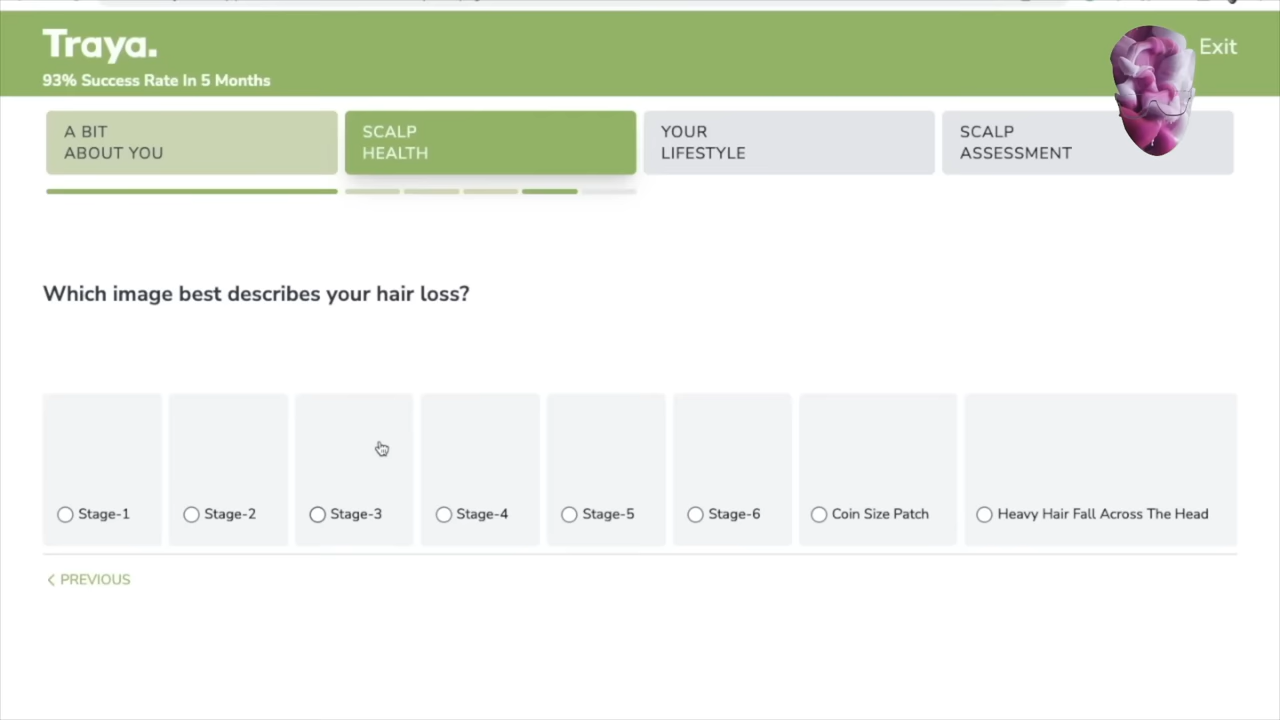 Traya.
Exit
93% Success Rate In 5 Months
A BIT
ABOUT YOU
SCALP
HEALTH
YOUR
LIFESTYLE
SCALP
ASSESSMENT
Which image best describes your hair loss?
Stage-1
Stage-2
Stage-3
Stage-4
Stage-5
Stage-6
Coin Size Patch
Heavy Hair Fall Across The Head
< PREVIOUS